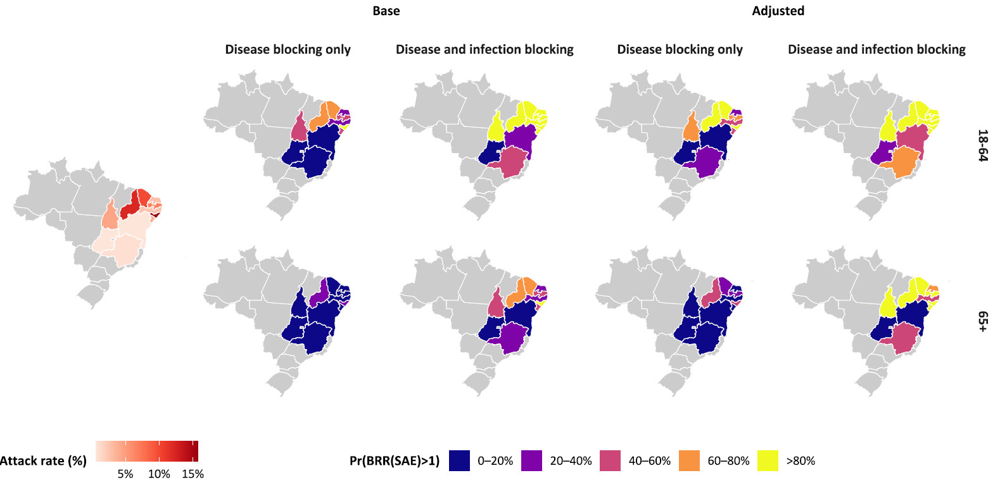 Base
Adjusted
Disease blocking only
Disease and infection blocking
Disease blocking only
Disease and infection blocking
18-64
65+
Attack rate (%)
5%
10%
15%
Pr(BRR(SAE)>1)
0–20%
20–40%
40–60%
60–80%
>80%